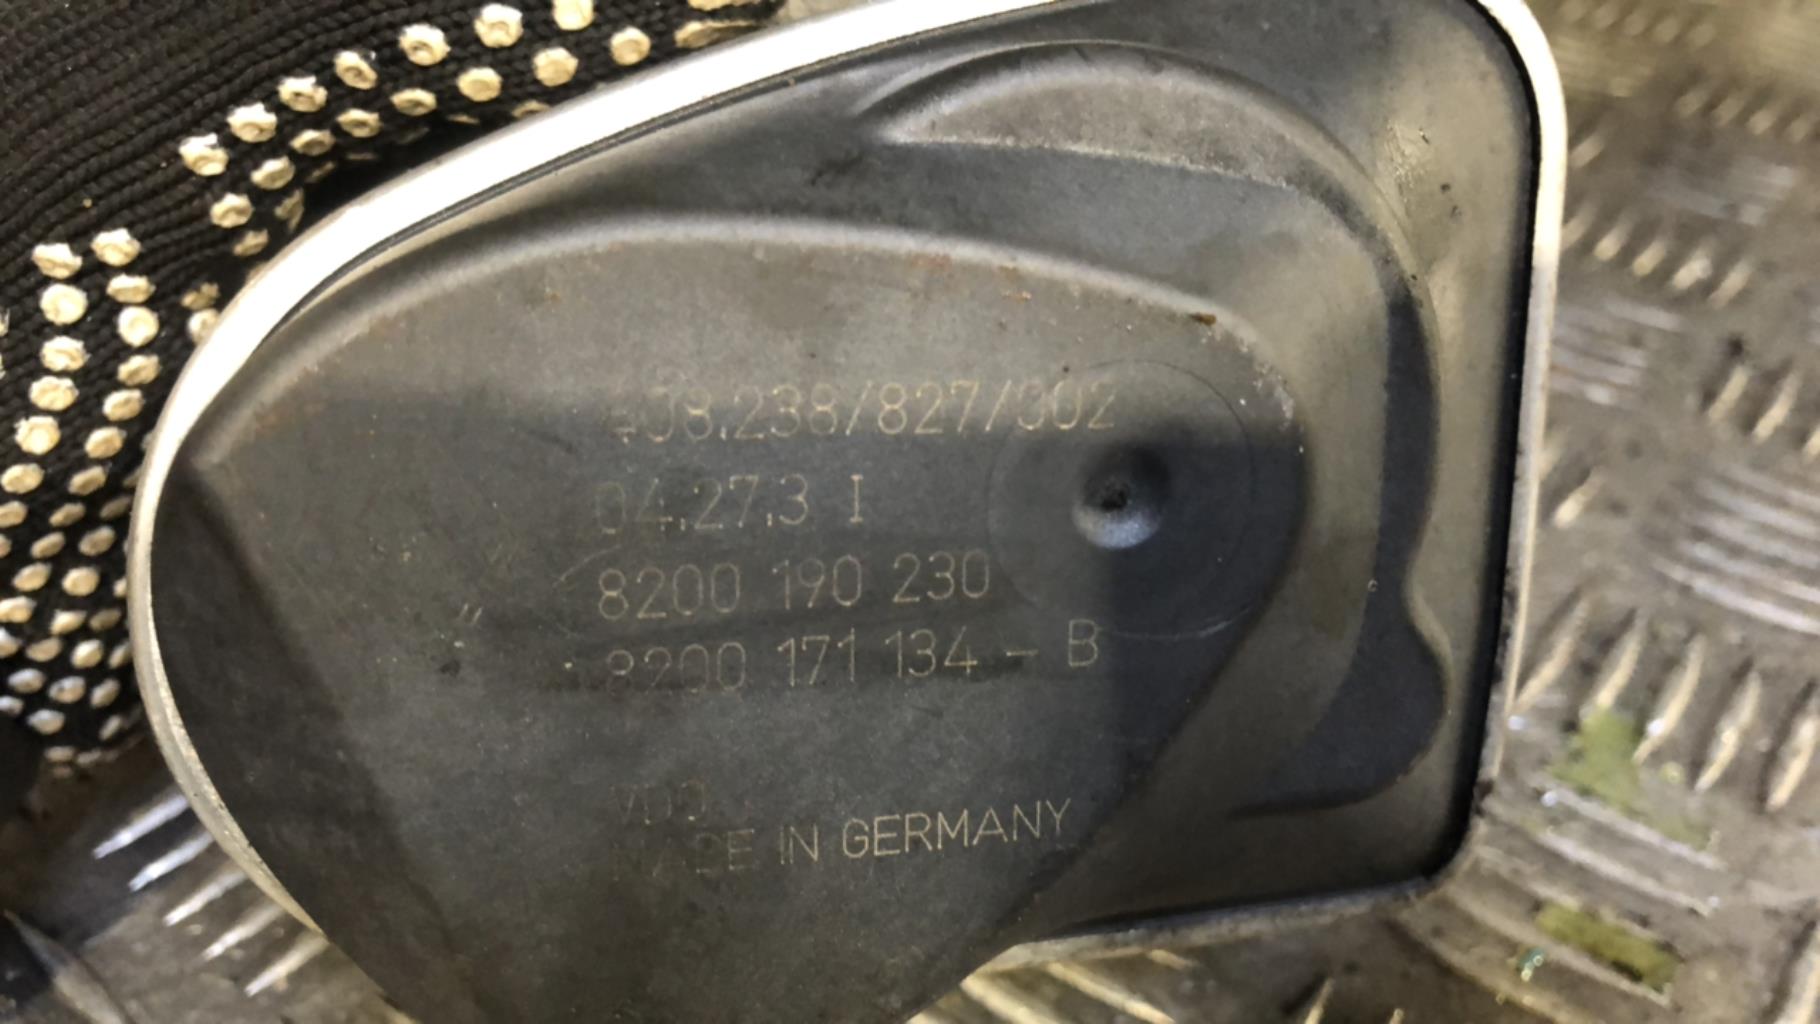 408.238/827/002
04.27.3 I
8200 190 230
8200 171 134 - B
VDO
MADE IN GERMANY